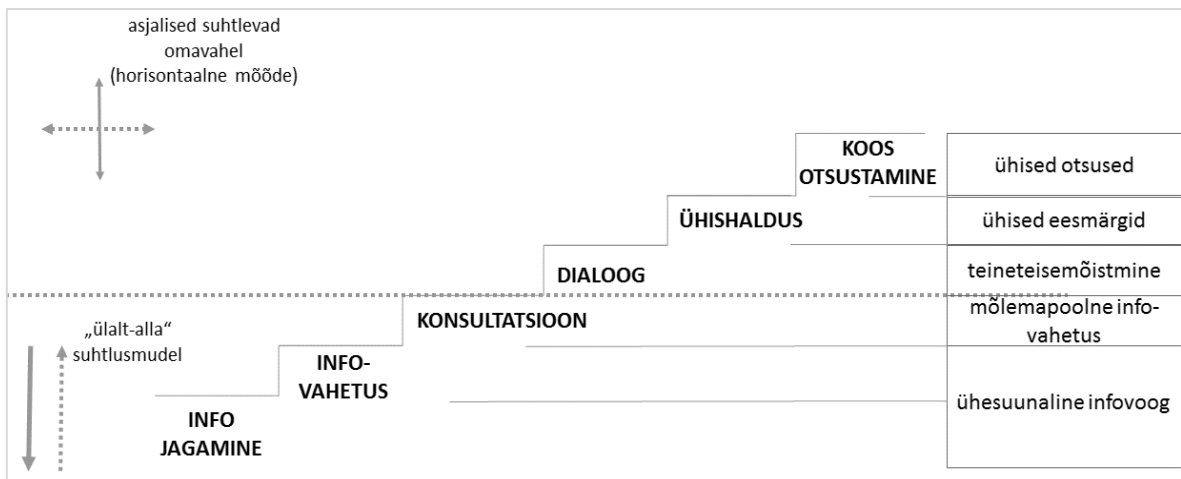 asjalised suhtlevad
omavahel
(horisontaalne mõõde)
KOOS
OTSUSTAMINE
ühised otsused
ÜHISHALDUS
ühised eesmärgid
DIALOOG
teineteisemõistmine
„ülalt-alla“
suhtlusmudel
KONSULTATSIOON
mõlemapoolne info-
vahetus
INFO-
VAHETUS
INFO
JAGAMINE
ühesuunaline infovoog